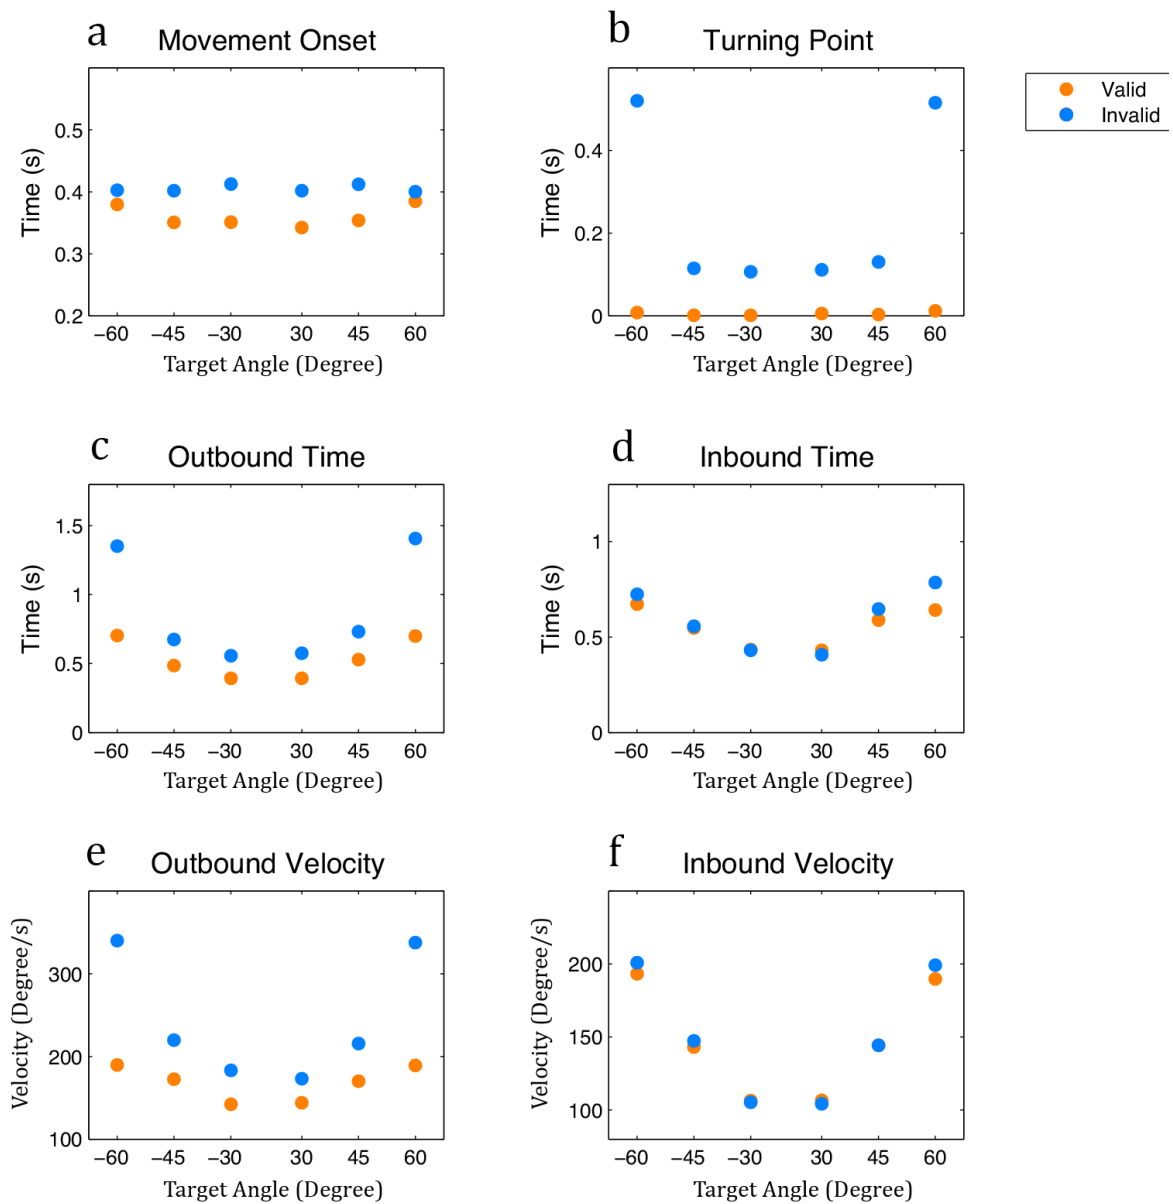 a Movement Onset
Time (s)
0.5
0.4
0.3
0.2
−60 −45 −30 30 45 60
Target Angle (Degree)
b Turning Point
Time (s)
0.4
0.2
0
−60 −45 −30 30 45 60
Target Angle (Degree)
Valid
Invalid
c Outbound Time
Time (s)
1.5
1
0.5
0
−60 −45 −30 30 45 60
Target Angle (Degree)
d Inbound Time
Time (s)
1
0.5
0
−60 −45 −30 30 45 60
Target Angle (Degree)
e Outbound Velocity
Velocity (Degree/s)
300
200
100
−60 −45 −30 30 45 60
Target Angle (Degree)
f Inbound Velocity
Velocity (Degree/s)
200
150
100
−60 −45 −30 30 45 60
Target Angle (Degree)